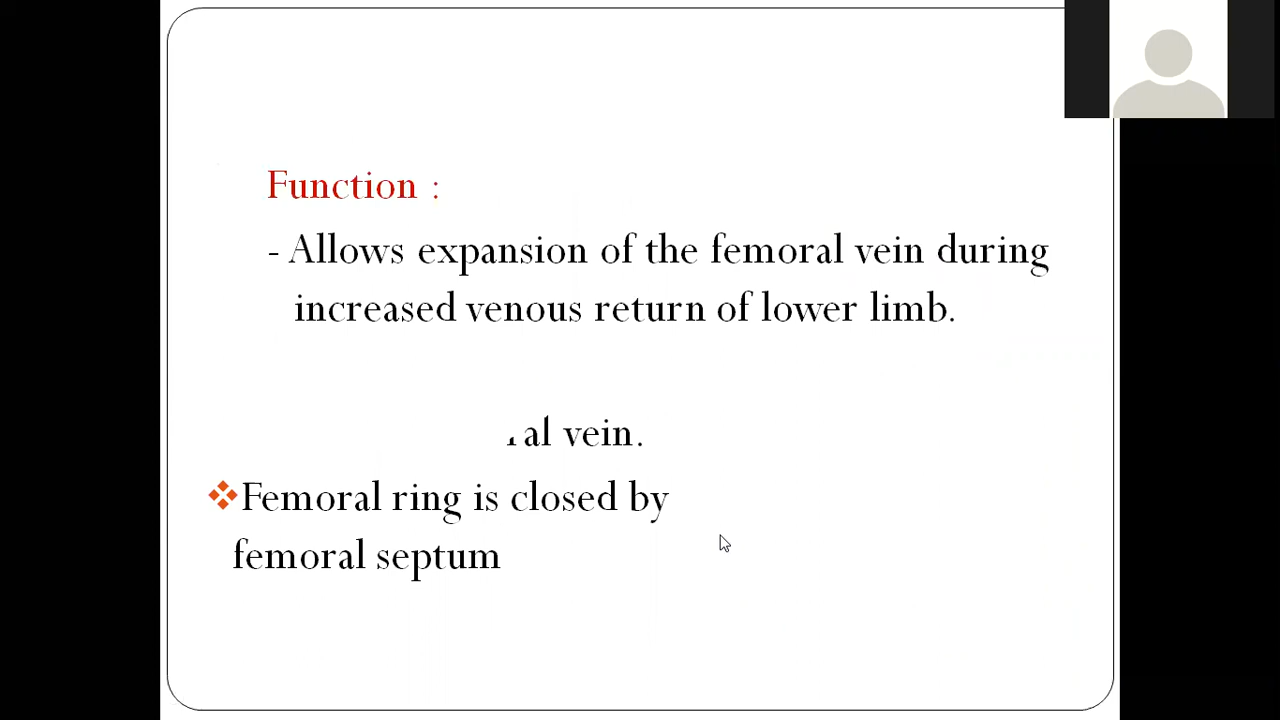 Function :
- Allows expansion of the femoral vein during
increased venous return of lower limb.
al vein.
❖Femoral ring is closed by
femoral septum